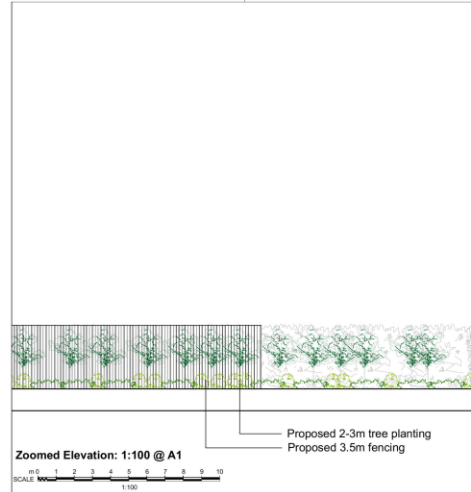 Proposed 2-3m tree planting
Proposed 3.5m fencing
Zoomed Elevation: 1:100 @ A1
m 0 1 2 3 4 5 6 7 8 9 10
SCALE
1:100